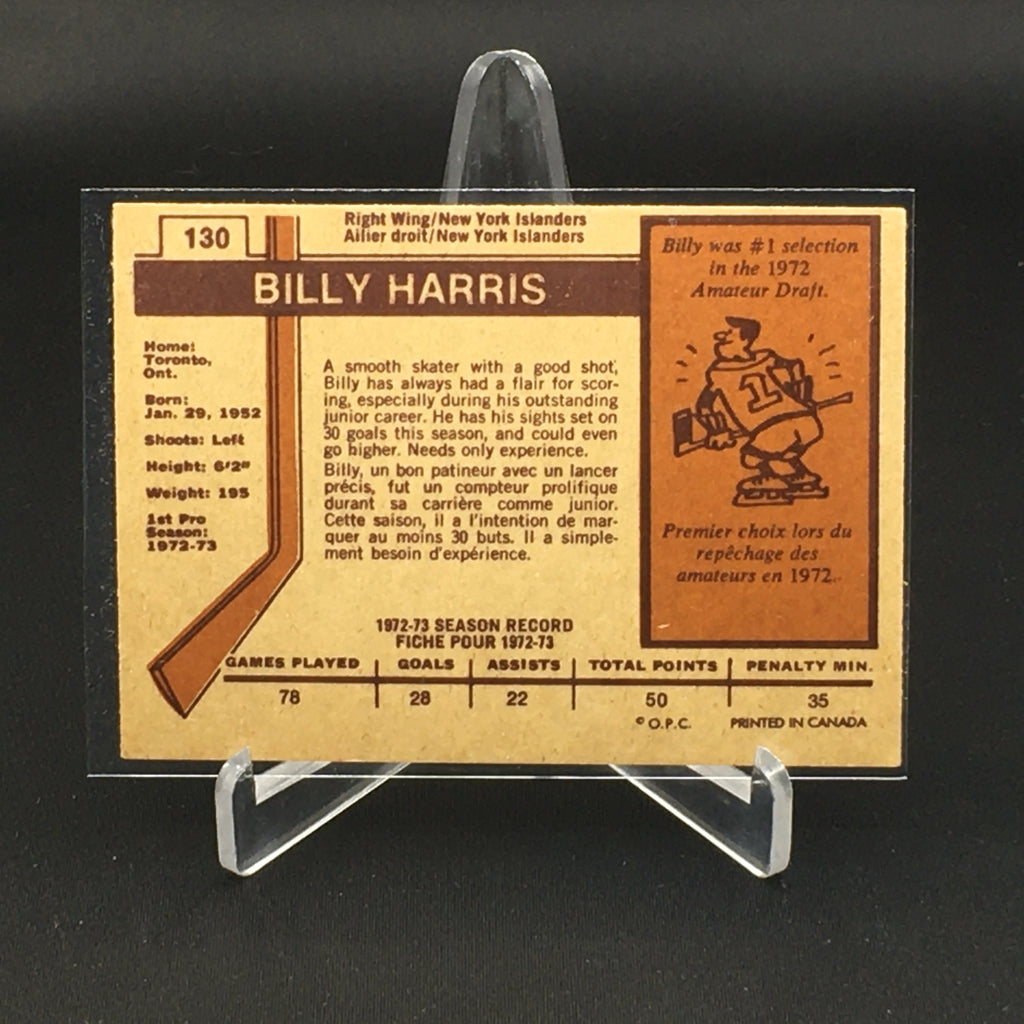 130
Right Wing/New York Islanders
Ailier droit/New York Islanders
BILLY HARRIS
Home:
Toronto,
Ont.
Born:
Jan. 29, 1952
Shoots: Left
Height: 6'2"
Weight: 195
1st Pro
Season:
1972-73
A smooth skater with a good shot,
Billy has always had a flair for scor-
ing, especially during his outstanding
junior career. He has his sights set on
30 goals this season, and could even
go higher. Needs only experience.
Billy, un bon patineur avec un lancer
précis, fut un compteur prolifique
durant sa carrière comme junior.
Cette saison, il a l'intention de mar-
quer au moins 30 buts. Il a simple-
ment besoin d'expérience.
Billy was #1 selection
in the 1972
Amateur Draft.
1
Premier choix lors du
repêchage des
amateurs en 1972.
1972-73 SEASON RECORD
FICHE POUR 1972-73
GAMES PLAYED GOALS ASSISTS TOTAL POINTS PENALTY MIN.
78 28 22 50 35
© O.P.C. PRINTED IN CANADA